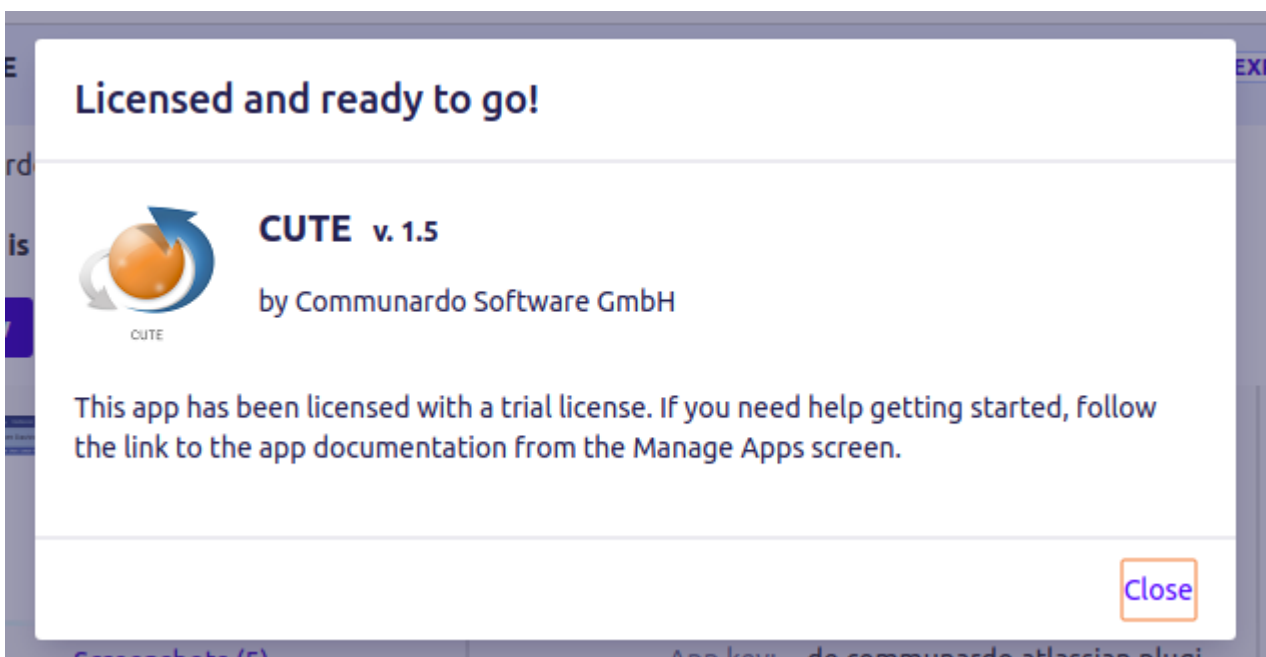 Licensed and ready to go!
CUTE v. 1.5
by Communardo Software GmbH
CUTE
This app has been licensed with a trial license. If you need help getting started, follow
the link to the app documentation from the Manage Apps screen.
Close